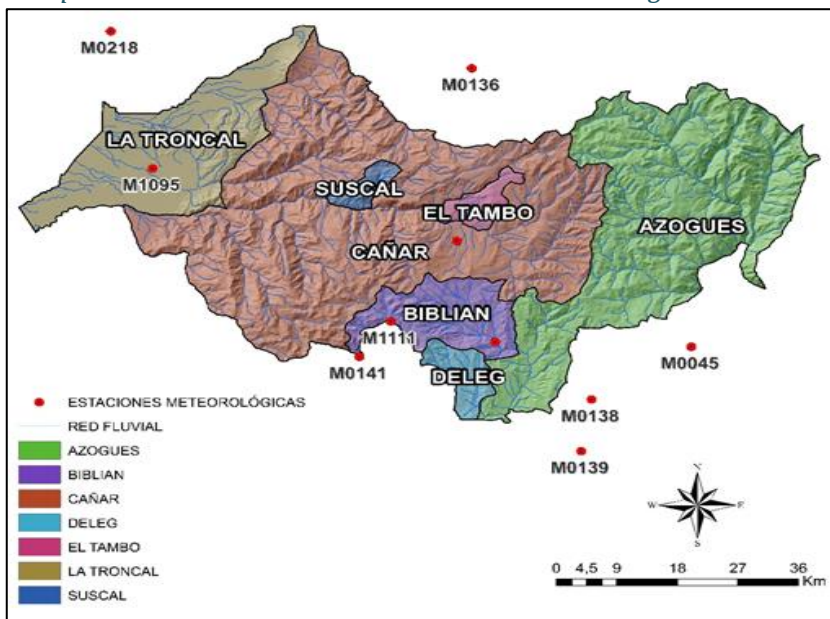 M0218
M0136
LA TRONCAL
M1095
SUSCAL
EL TAMBO
AZOGUES
CAÑAR
BIBLIAN
M1111
M0141
DELEG
M0045
M0138
M0139
ESTACIONES METEOROLÓGICAS
RED FLUVIAL
AZOGUES
BIBLIAN
CAÑAR
DELEG
EL TAMBO
LA TRONCAL
SUSCAL
N
W E
S
0 4,5 9 18 27 36
Km